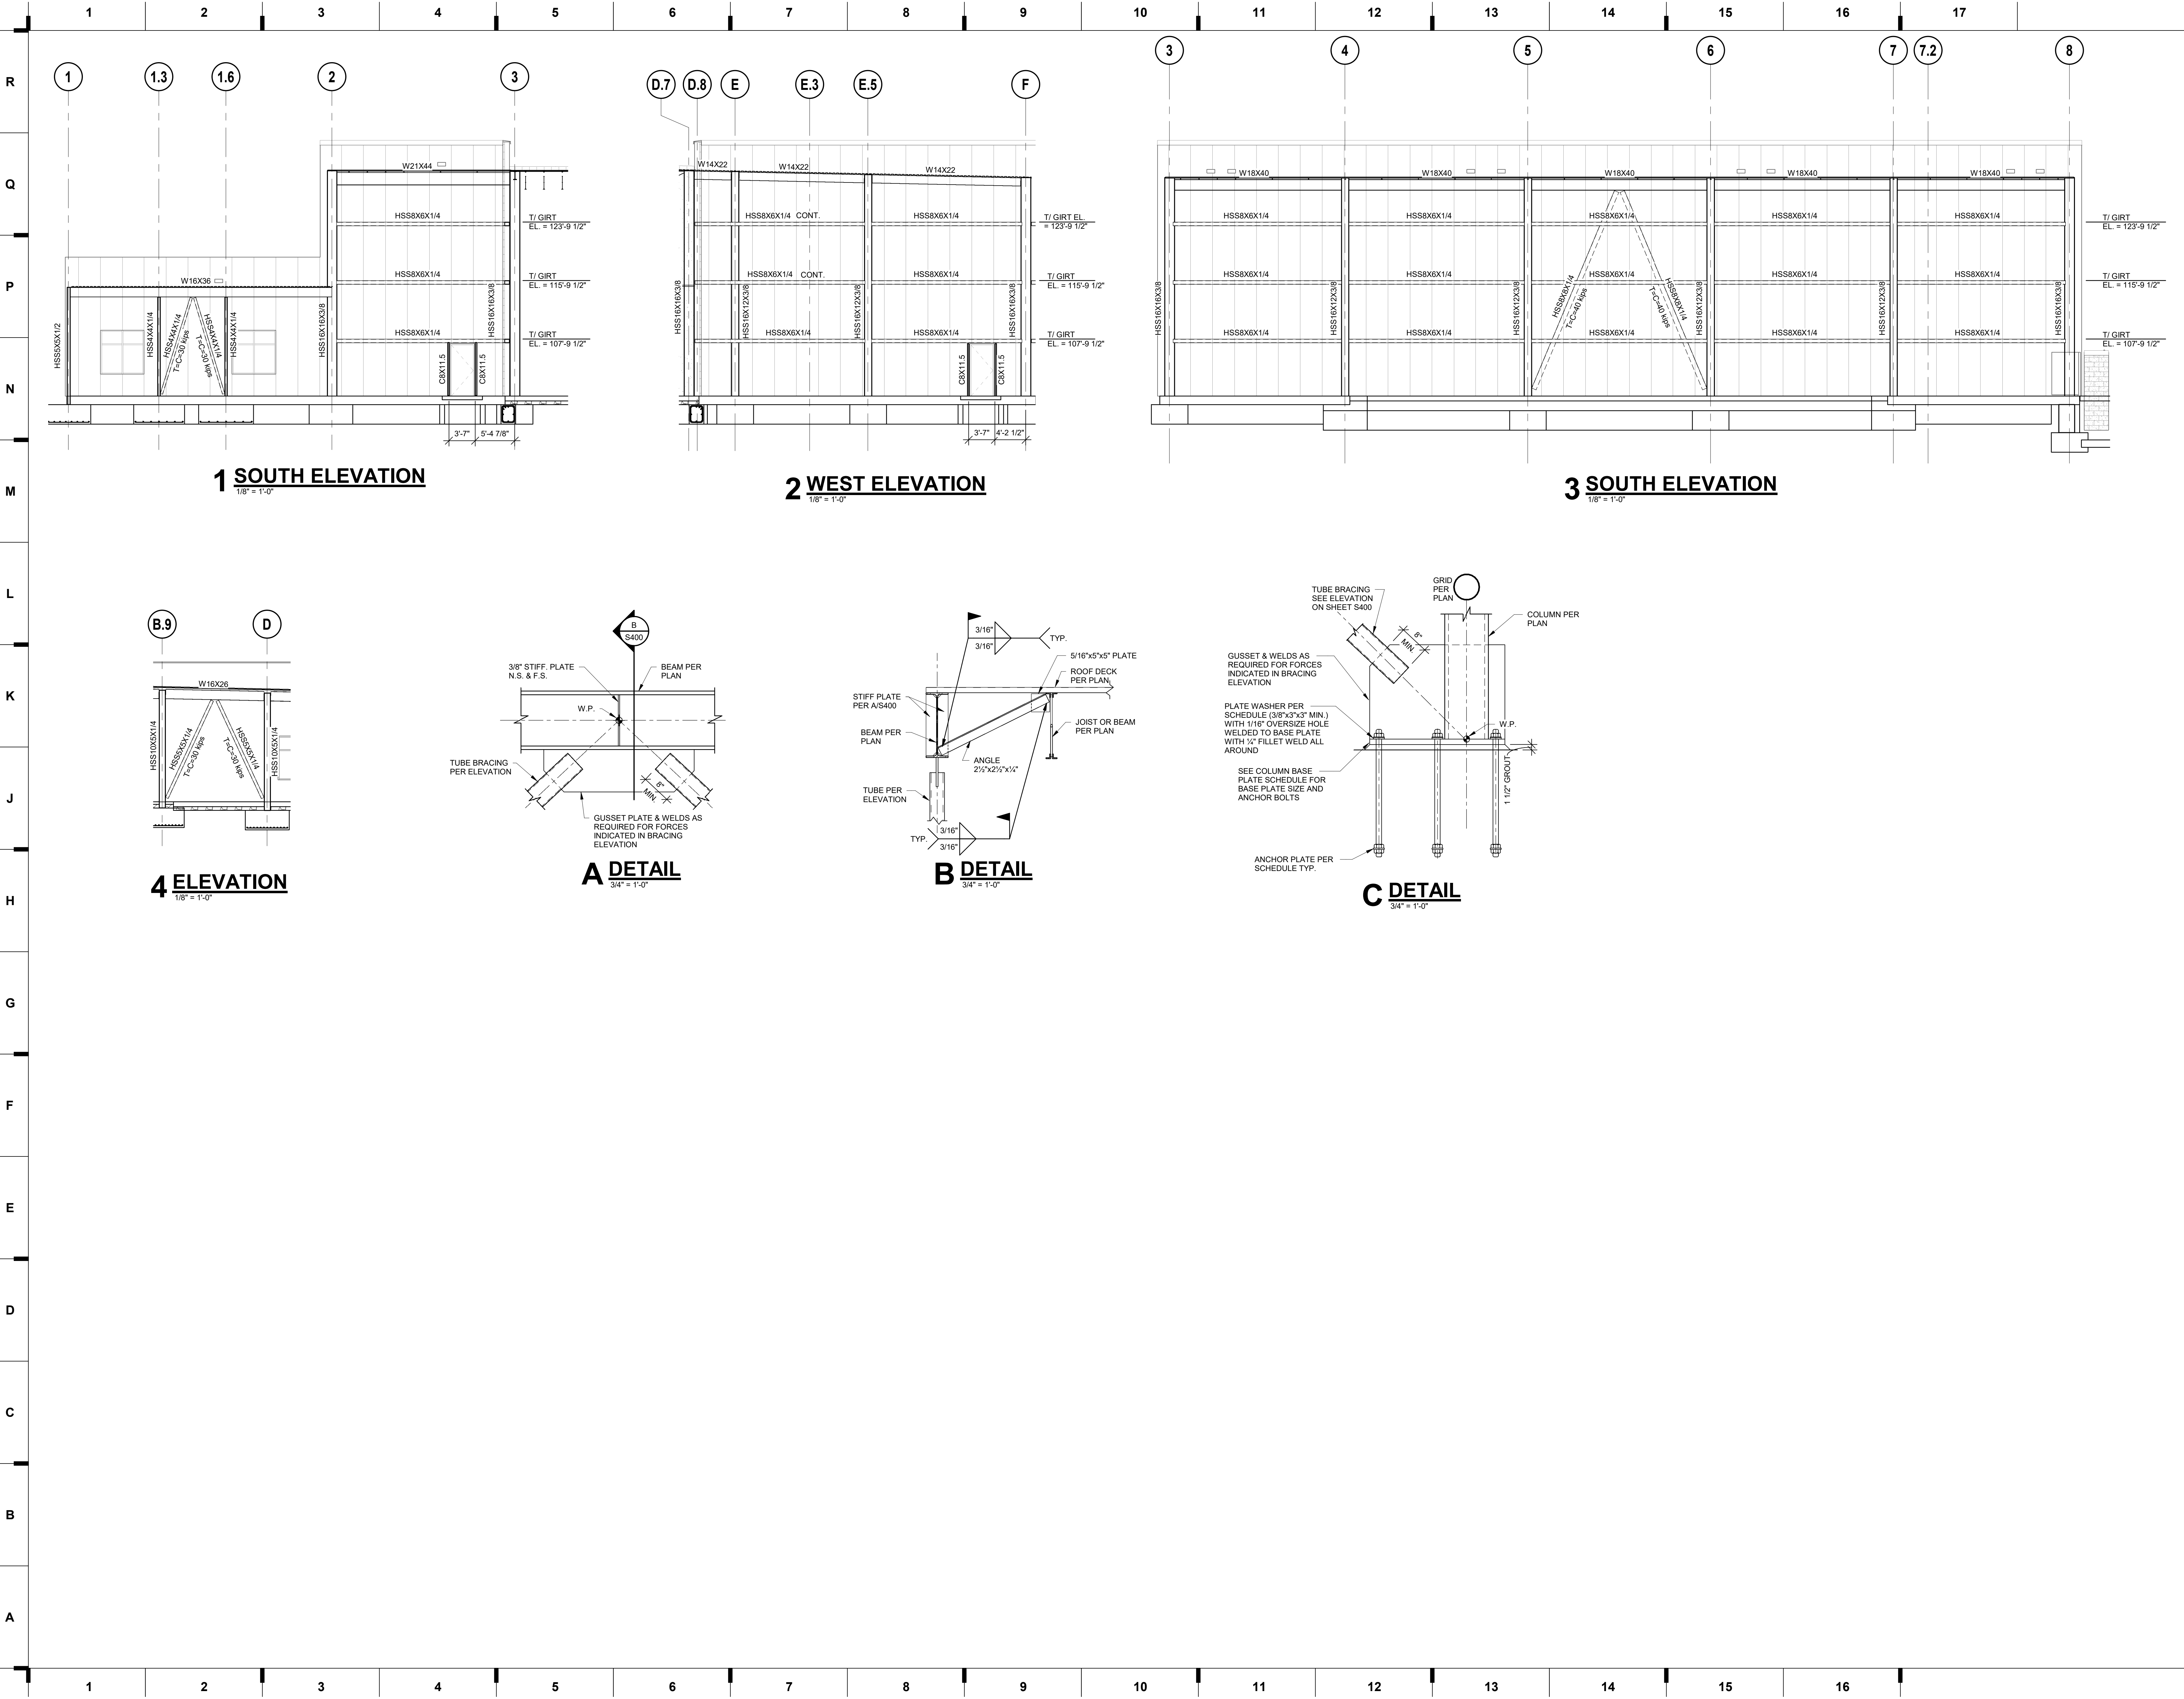 1 2 3 4 5 6 7 8 9 10 11 12 13 14 15 16 17
R
Q
P
N
M
L
K
J
H
G
F
E
D
C
B
A
1 1.3 1.6 2 3
W21X44
HSS8X6X1/4
T/ GIRT
EL. = 123'-9 1/2"
W16X36
HSS8X6X1/4
T/ GIRT
EL. = 115'-9 1/2"
HSS5X5X1/2
HSS4X4X1/4
HSS4X4X1/4
T=C=30 kips
HSS4X4X1/4
T=C=30 kips
HSS4X4X1/4
HSS16X16X3/8
HSS16X16X3/8
HSS8X6X1/4
T/ GIRT
EL. = 107'-9 1/2"
C8X11.5
C8X11.5
3'-7" 5'-4 7/8"
1 SOUTH ELEVATION
1/8" = 1'-0"
D.7 D.8 E E.3 E.5 F
W14X22 W14X22 W14X22
HSS8X6X1/4 CONT. HSS8X6X1/4
T/ GIRT EL.
= 123'-9 1/2"
HSS8X6X1/4 CONT. HSS8X6X1/4
T/ GIRT
EL. = 115'-9 1/2"
HSS16X16X3/8
HSS16X12X3/8
HSS16X12X3/8
HSS16X16X3/8
HSS8X6X1/4 HSS8X6X1/4
T/ GIRT
EL. = 107'-9 1/2"
C8X11.5
C8X11.5
3'-7" 4'-2 1/2"
2 WEST ELEVATION
1/8" = 1'-0"
3 4 5 6 7 7.2 8
W18X40 W18X40 W18X40 W18X40 W18X40
HSS8X6X1/4 HSS8X6X1/4 HSS8X6X1/4 HSS8X6X1/4 HSS8X6X1/4
T/ GIRT
EL. = 123'-9 1/2"
HSS8X6X1/4 HSS8X6X1/4 HSS8X6X1/4 HSS8X6X1/4 HSS8X6X1/4
T/ GIRT
EL. = 115'-9 1/2"
HSS16X16X3/8
HSS16X12X3/8
HSS16X12X3/8
HSS8X8X1/4
T=C=40 kips
HSS8X8X1/4
T=C=40 kips
HSS16X12X3/8
HSS16X12X3/8
HSS16X16X3/8
HSS8X6X1/4 HSS8X6X1/4 HSS8X6X1/4 HSS8X6X1/4 HSS8X6X1/4
T/ GIRT
EL. = 107'-9 1/2"
3 SOUTH ELEVATION
1/8" = 1'-0"
B.9 D
W16X26
HSS10X5X1/4
HSS5X5X1/4
T=C=30 kips
HSS5X5X1/4
T=C=30 kips
HSS10X5X1/4
4 ELEVATION
1/8" = 1'-0"
B
S400
3/8" STIFF. PLATE
N.S. & F.S.
BEAM PER
PLAN
W.P.
TUBE BRACING
PER ELEVATION
8"
MIN.
GUSSET PLATE & WELDS AS
REQUIRED FOR FORCES
INDICATED IN BRACING
ELEVATION
A DETAIL
3/4" = 1'-0"
3/16"
3/16"
TYP.
5/16"x5"x5" PLATE
ROOF DECK
PER PLAN
STIFF PLATE
PER A/S400
JOIST OR BEAM
PER PLAN
BEAM PER
PLAN
ANGLE
2½"x2½"x¼"
TUBE PER
ELEVATION
TYP.
3/16"
3/16"
B DETAIL
3/4" = 1'-0"
GRID
PER
PLAN
TUBE BRACING
SEE ELEVATION
ON SHEET S400
COLUMN PER
PLAN
8"
MIN.
GUSSET & WELDS AS
REQUIRED FOR FORCES
INDICATED IN BRACING
ELEVATION
PLATE WASHER PER
SCHEDULE (3/8"x3"x3" MIN.)
WITH 1/16" OVERSIZE HOLE
WELDED TO BASE PLATE
WITH ¼" FILLET WELD ALL
AROUND
W.P.
SEE COLUMN BASE
PLATE SCHEDULE FOR
BASE PLATE SIZE AND
ANCHOR BOLTS
1 1/2" GROUT
ANCHOR PLATE PER
SCHEDULE TYP.
C DETAIL
3/4" = 1'-0"
1 2 3 4 5 6 7 8 9 10 11 12 13 14 15 16